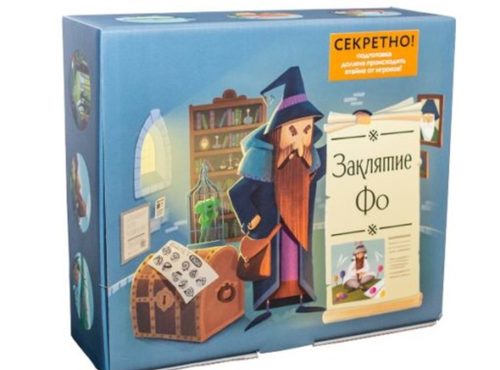 СЕКРЕТНО!
подготовка
должна происходить
втайне от игроков!
Заклятие
Фо